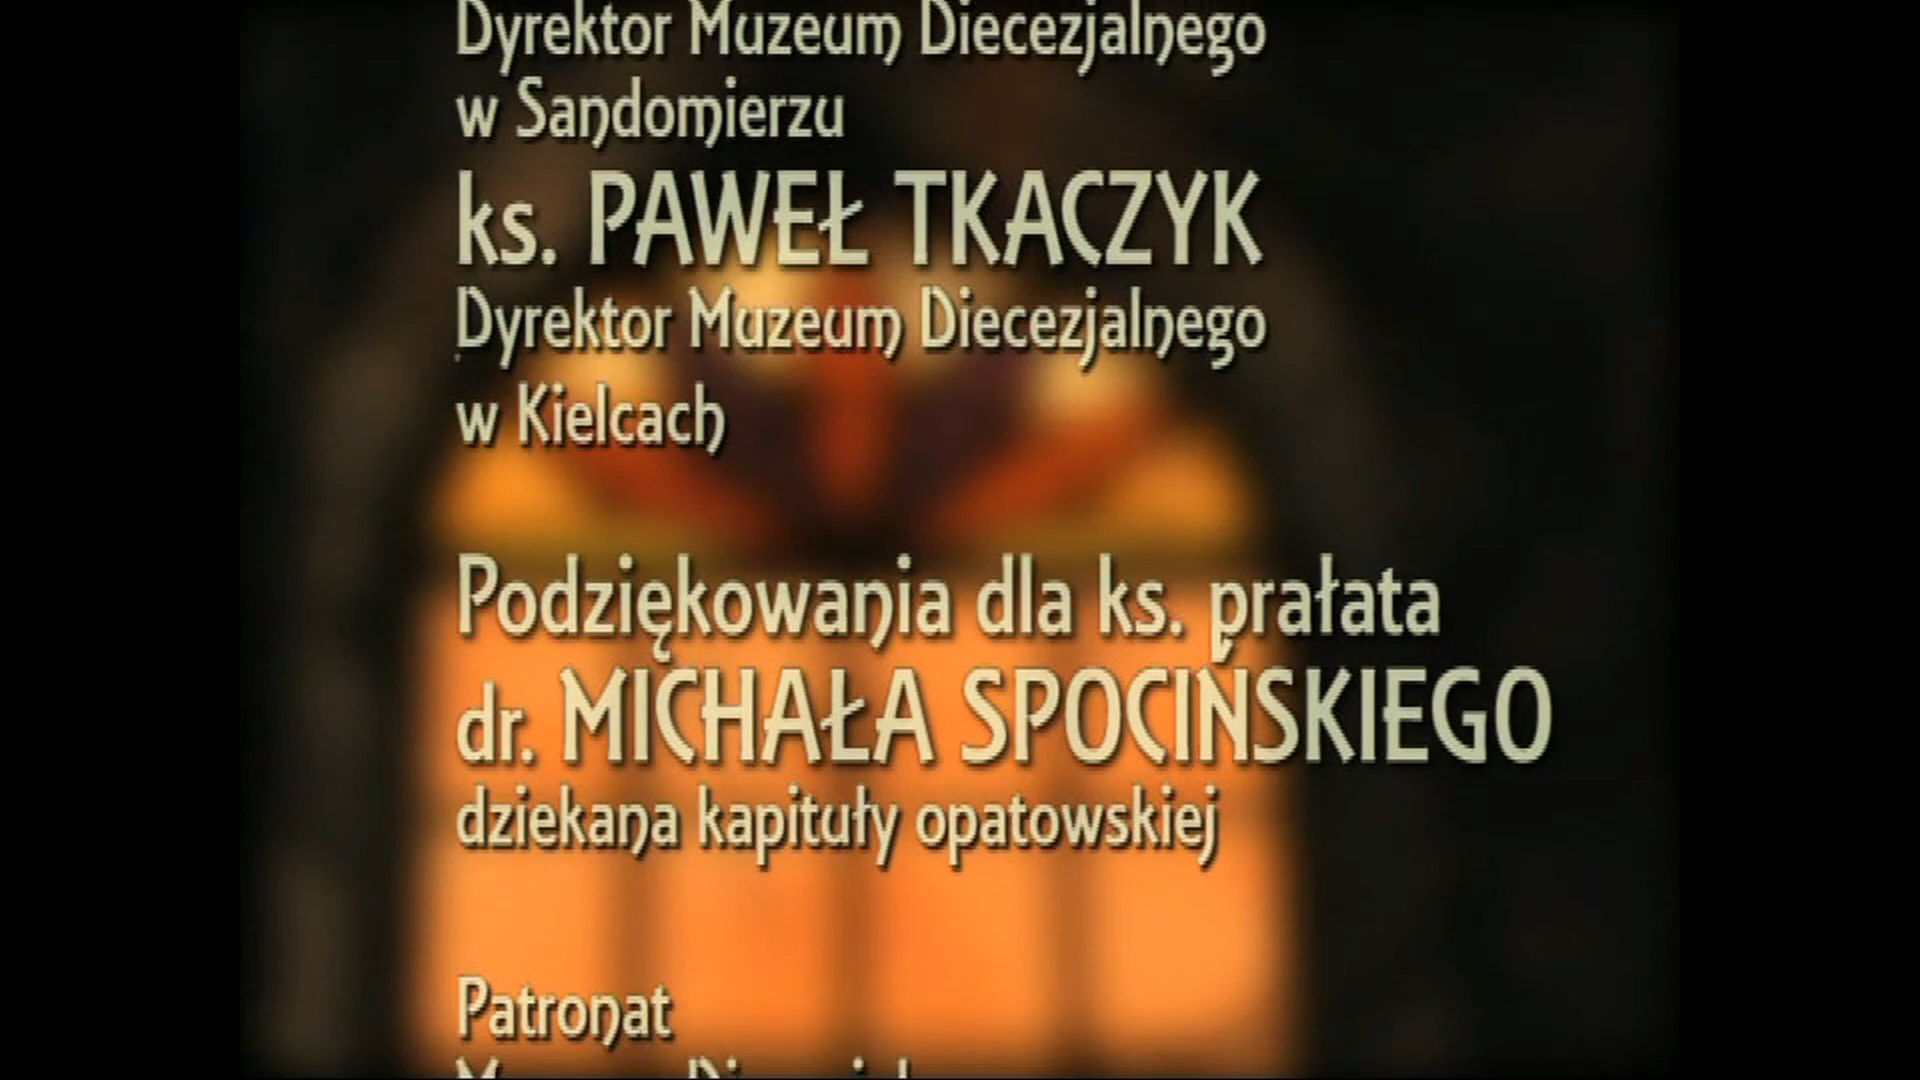 Dyrektor Muzeum Diecezjalnego
w Sandomierzu
ks. PAWEŁ TKACZYK
Dyrektor Muzeum Diecezjalnego
w Kielcach
Podziękowania dla ks. prałata
dr. MICHAŁA SPOCIŃSKIEGO
dziekana kapituły opatowskiej
Patronat